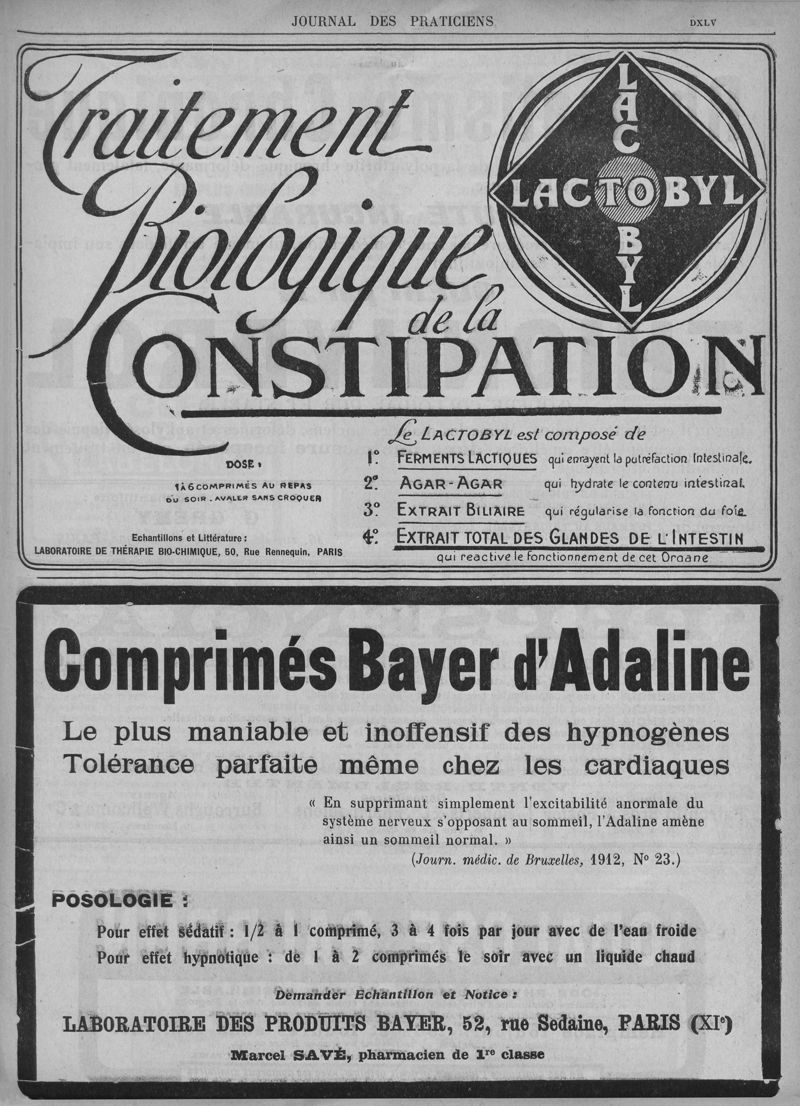 JOURNAL DES PRATICIENS
DXLV
Traitement
Biologique
de la
CONSTIPATION
LACTOBYL
LACTOBYL
Le LACTOBYL est composé de
1º. FERMENTS LACTIQUES qui enrayent la putréfaction Intestinale.
2º. AGAR-AGAR qui hydrate le contenu intestinal.
3º. EXTRAIT BILIAIRE qui régularise la fonction du foie.
4º. EXTRAIT TOTAL DES GLANDES DE L'INTESTIN
qui reactive le fonctionnement de cet Organe
DOSE :
1 À 6 COMPRIMÉS AU REPAS
DU SOIR. AVALER SANS CROQUER
Echantillons et Littérature :
LABORATOIRE DE THÉRAPIE BIO-CHIMIQUE, 50, Rue Rennequin, PARIS
Comprimés Bayer d'Adaline
Le plus maniable et inoffensif des hypnogènes
Tolérance parfaite même chez les cardiaques
« En supprimant simplement l'excitabilité anormale du
système nerveux s'opposant au sommeil, l'Adaline amène
ainsi un sommeil normal. »
(Journ. médic. de Bruxelles, 1912, Nº 23.)
POSOLOGIE :
Pour effet sédatif : 1/2 à 1 comprimé, 3 à 4 fois par jour avec de l'eau froide
Pour effet hypnotique : de 1 à 2 comprimés le soir avec un liquide chaud
Demander Echantillon et Notice :
LABORATOIRE DES PRODUITS BAYER, 52, rue Sedaine, PARIS (XIe)
Marcel SAVÉ, pharmacien de 1re classe